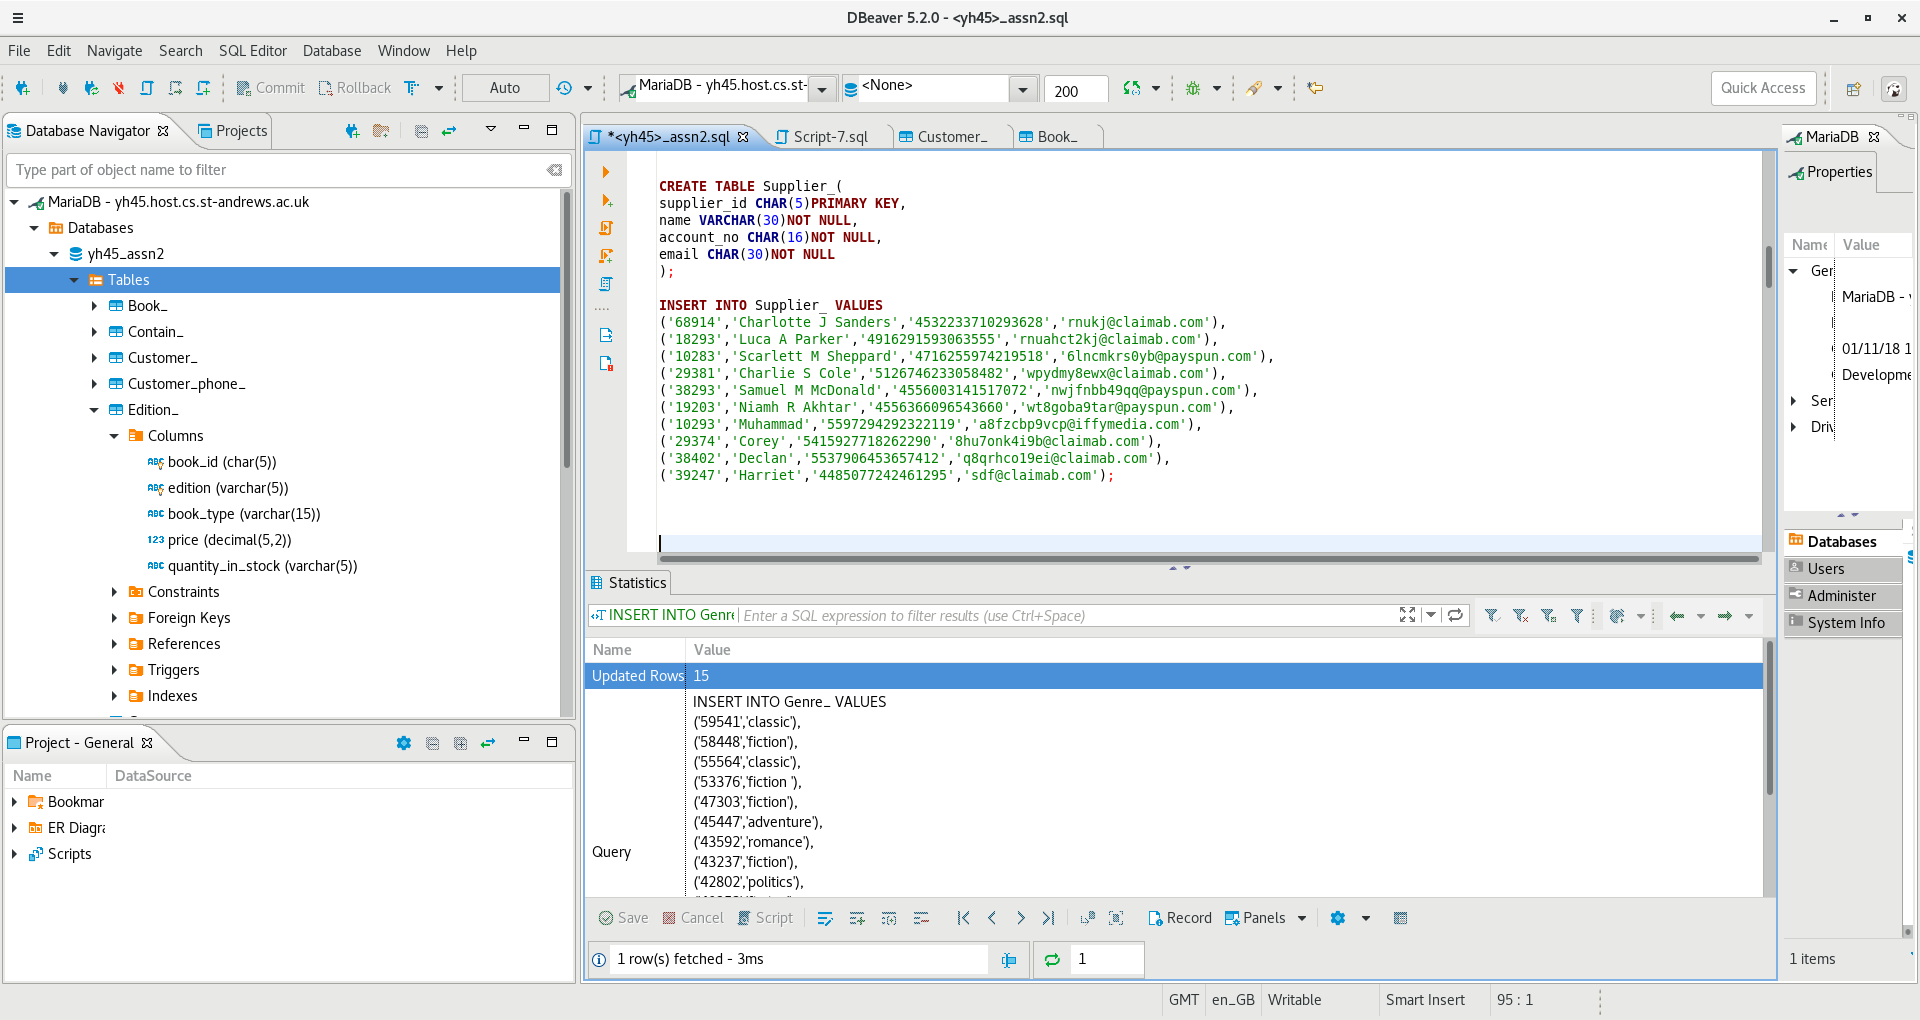 DBeaver 5.2.0 - <yh45>_assn2.sql
File Edit Navigate Search SQL Editor Database Window Help
Commit Rollback Auto MariaDB - yh45.host.cs.st- <None> 200 Quick Access
Database Navigator Projects
Type part of object name to filter
MariaDB - yh45.host.cs.st-andrews.ac.uk
Databases
yh45_assn2
Tables
Book_
Contain_
Customer_
Customer_phone_
Edition_
Columns
book_id (char(5))
edition (varchar(5))
book_type (varchar(15))
price (decimal(5,2))
quantity_in_stock (varchar(5))
Constraints
Foreign Keys
References
Triggers
Indexes
Project - General
Name DataSource
Bookmar
ER Diagra
Scripts
*<yh45>_assn2.sql Script-7.sql Customer_ Book_
CREATE TABLE Supplier_(
supplier_id CHAR(5)PRIMARY KEY,
name VARCHAR(30)NOT NULL,
account_no CHAR(16)NOT NULL,
email CHAR(30)NOT NULL
);
INSERT INTO Supplier_ VALUES
('68914','Charlotte J Sanders','4532233710293628','rnukj@claimab.com'),
('18293','Luca A Parker','4916291593063555','rnuahct2kj@claimab.com'),
('10283','Scarlett M Sheppard','4716255974219518','6lncmkrs0yb@payspun.com'),
('29381','Charlie S Cole','5126746233058482','wpydmy8ewx@claimab.com'),
('38293','Samuel M McDonald','4556003141517072','nwjfnbb49qq@payspun.com'),
('19203','Niamh R Akhtar','4556366096543660','wt8goba9tar@payspun.com'),
('10293','Muhammad','5597294292322119','a8fzcbp9vcp@iffymedia.com'),
('29374','Corey','5415927718262290','8hu7onk4i9b@claimab.com'),
('38402','Declan','5537906453657412','q8qrhco19ei@claimab.com'),
('39247','Harriet','4485077242461295','sdf@claimab.com');
Statistics
INSERT INTO Genre Enter a SQL expression to filter results (use Ctrl+Space)
Name Value
Updated Rows 15
INSERT INTO Genre_ VALUES
('59541','classic'),
('58448','fiction'),
('55564','classic'),
('53376','fiction '),
('47303','fiction'),
('45447','adventure'),
('43592','romance'),
Query
('43237','fiction'),
('42802','politics'),
Save Cancel Script Record Panels
1 row(s) fetched - 3ms 1
MariaDB
Properties
Name Value
Ger
MariaDB -
01/11/18 1
Developme
Ser
Driv
Databases
Users
Administer
System Info
1 items
GMT en_GB Writable Smart Insert 95 : 1